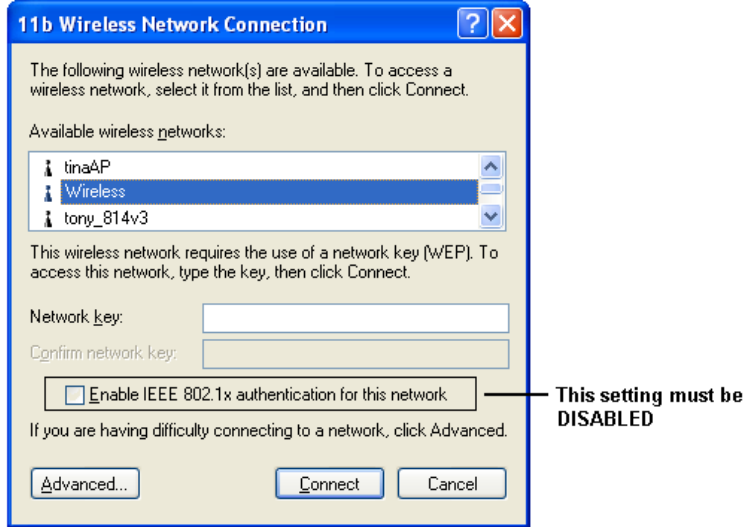 11b Wireless Network Connection
The following wireless network(s) are available. To access a
wireless network, select it from the list, and then click Connect.
Available wireless networks:
tinaAP
Wireless
tony_814v3
This wireless network requires the use of a network key (WEP). To
access this network, type the key, then click Connect.
Network key:
Confirm network key:
Enable IEEE 802.1x authentication for this network
This setting must be
DISABLED
If you are having difficulty connecting to a network, click Advanced.
Advanced... Connect Cancel